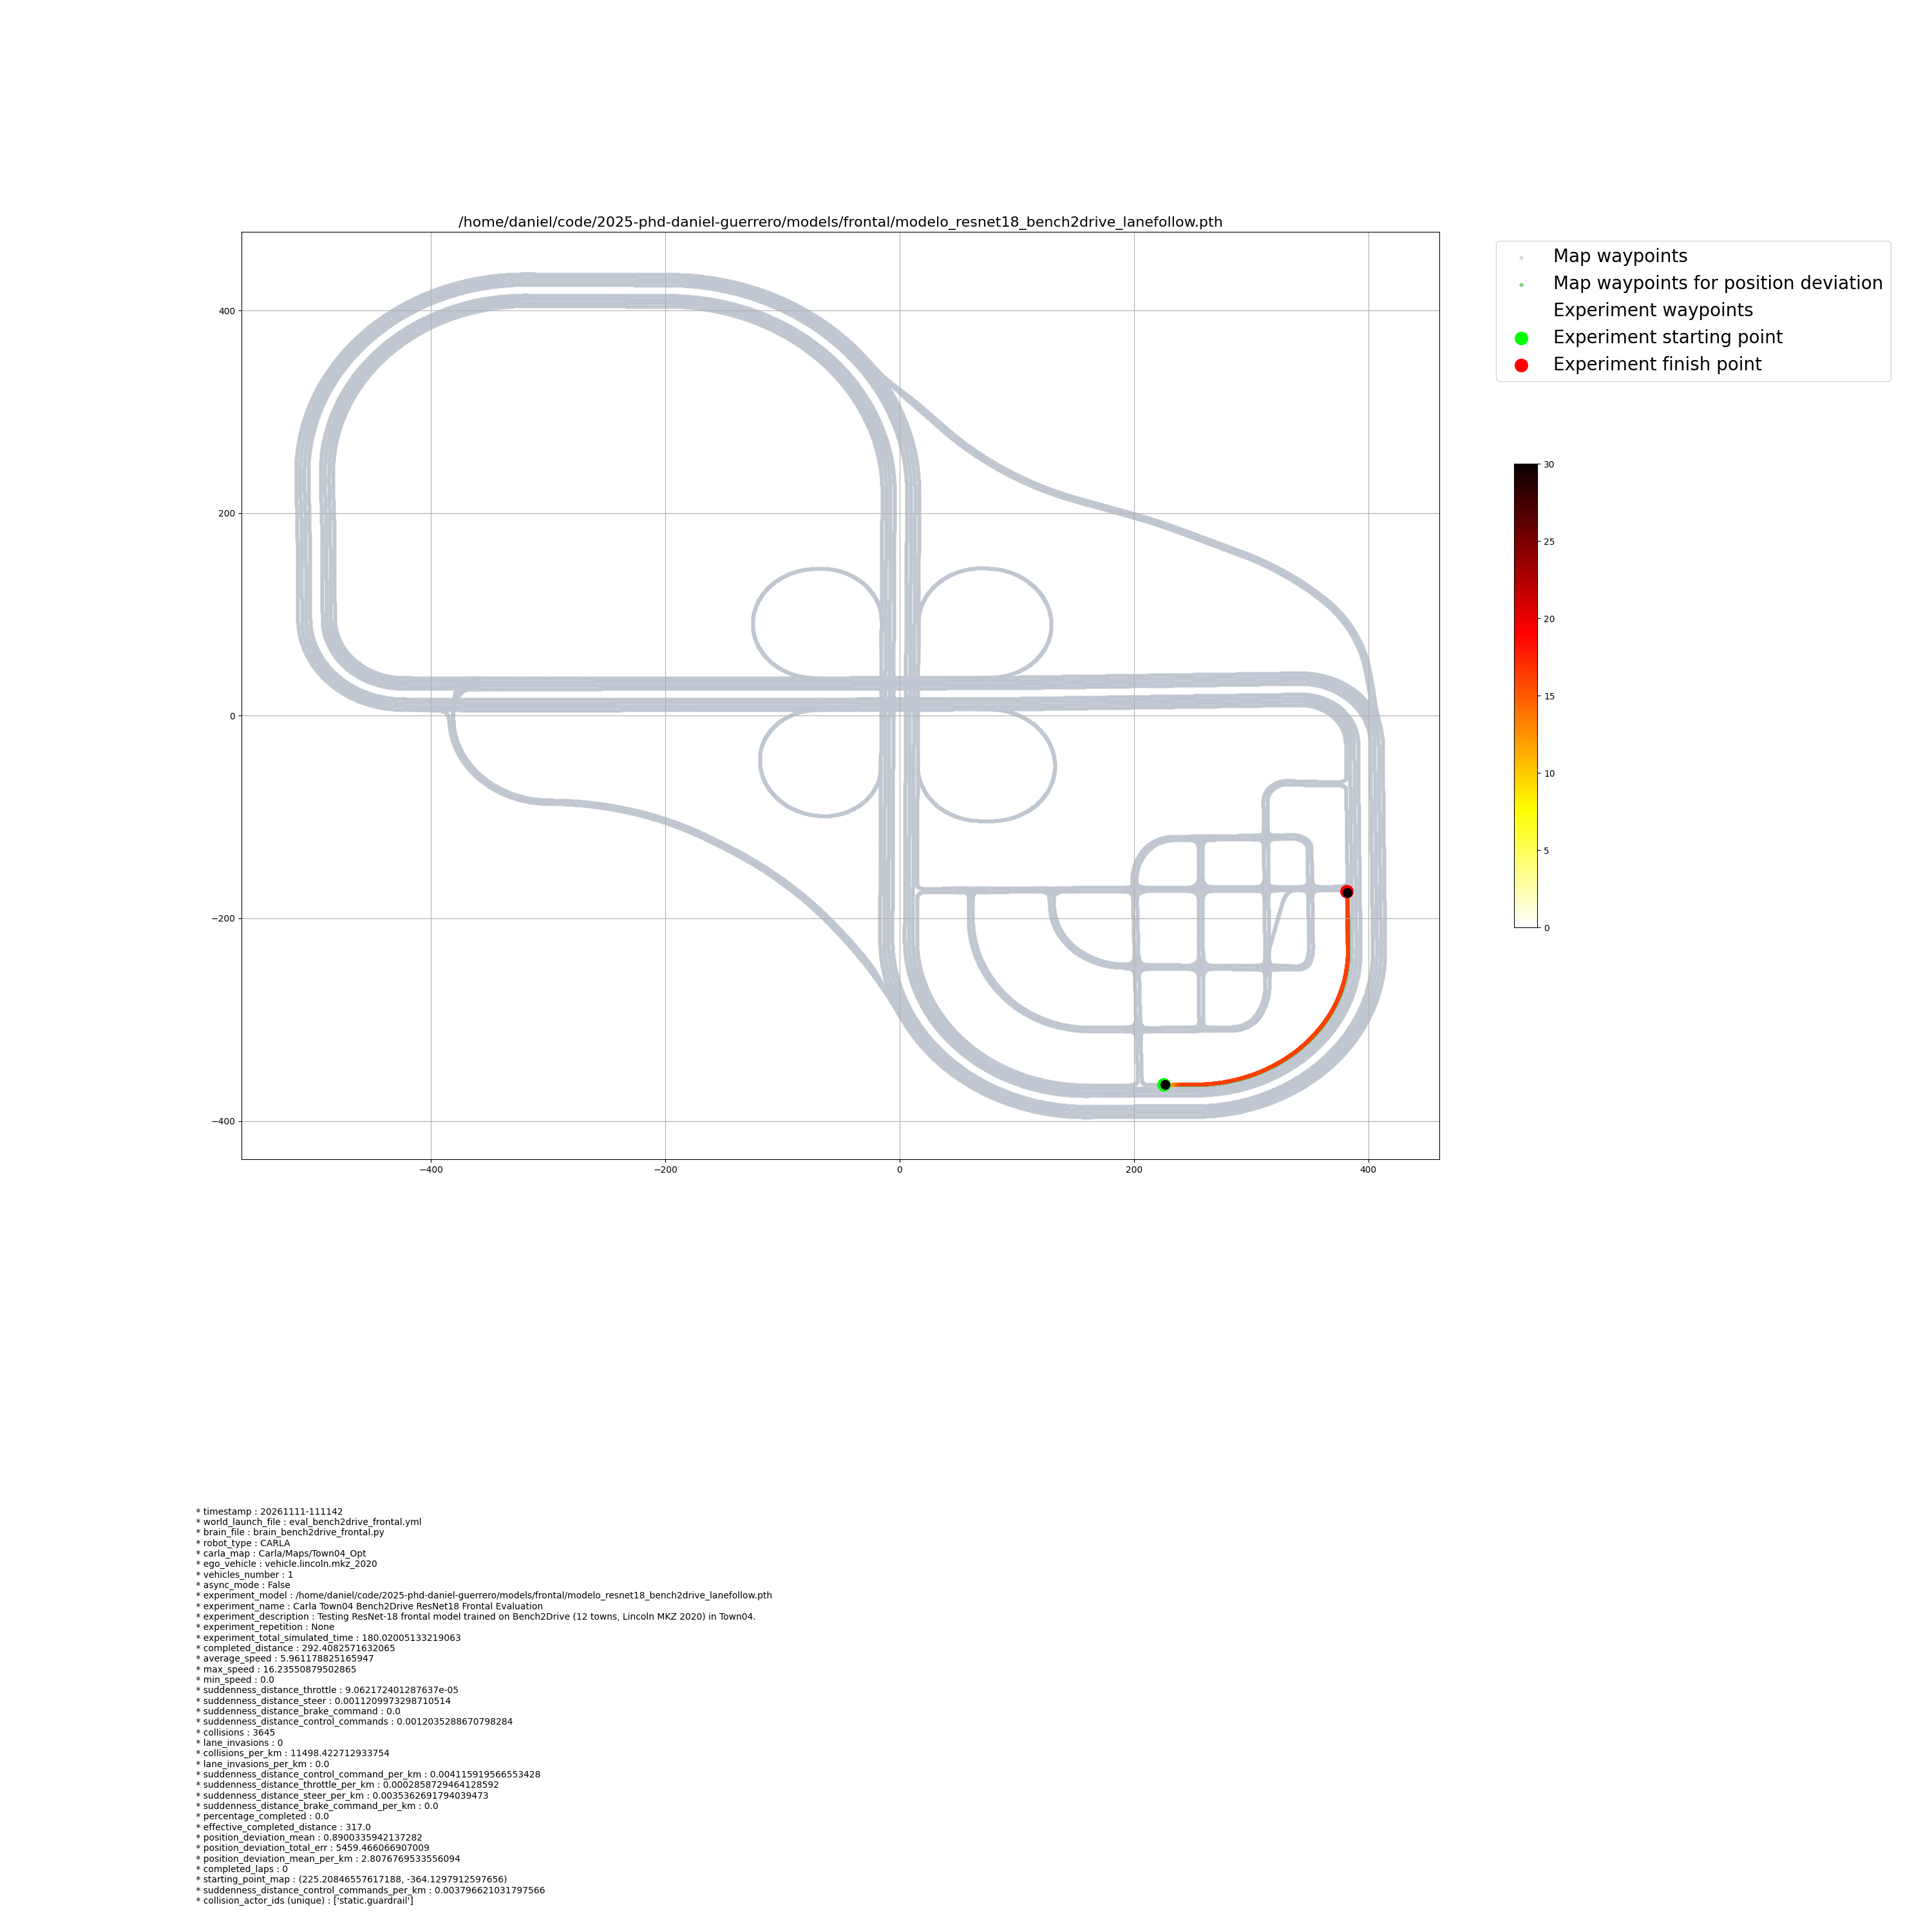 /home/daniel/code/2025-phd-daniel-guerrero/models/frontal/modelo_resnet18_bench2drive_lanefollow.pth
Map waypoints
Map waypoints for position deviation
Experiment waypoints
Experiment starting point
Experiment finish point
400
200
0
−200
−400
−400
−200
0
200
400
30
25
20
15
10
5
0
* timestamp : 20261111-111142
* world_launch_file : eval_bench2drive_frontal.yml
* brain_file : brain_bench2drive_frontal.py
* robot_type : CARLA
* carla_map : Carla/Maps/Town04_Opt
* ego_vehicle : vehicle.lincoln.mkz_2020
* vehicles_number : 1
* async_mode : False
* experiment_model : /home/daniel/code/2025-phd-daniel-guerrero/models/frontal/modelo_resnet18_bench2drive_lanefollow.pth
* experiment_name : Carla Town04 Bench2Drive ResNet18 Frontal Evaluation
* experiment_description : Testing ResNet-18 frontal model trained on Bench2Drive (12 towns, Lincoln MKZ 2020) in Town04.
* experiment_repetition : None
* experiment_total_simulated_time : 180.02005133219063
* completed_distance : 292.4082571632065
* average_speed : 5.961178825165947
* max_speed : 16.23550879502865
* min_speed : 0.0
* suddenness_distance_throttle : 9.062172401287637e-05
* suddenness_distance_steer : 0.0011209973298710514
* suddenness_distance_brake_command : 0.0
* suddenness_distance_control_commands : 0.0012035288670798284
* collisions : 3645
* lane_invasions : 0
* collisions_per_km : 11498.422712933754
* lane_invasions_per_km : 0.0
* suddenness_distance_control_command_per_km : 0.004115919566553428
* suddenness_distance_throttle_per_km : 0.0002858729464128592
* suddenness_distance_steer_per_km : 0.0035362691794039473
* suddenness_distance_brake_command_per_km : 0.0
* percentage_completed : 0.0
* effective_completed_distance : 317.0
* position_deviation_mean : 0.8900335942137282
* position_deviation_total_err : 5459.466066907009
* position_deviation_mean_per_km : 2.8076769533556094
* completed_laps : 0
* starting_point_map : (225.20846557617188, -364.1297912597656)
* suddenness_distance_control_commands_per_km : 0.003796621031797566
* collision_actor_ids (unique) : ['static.guardrail']